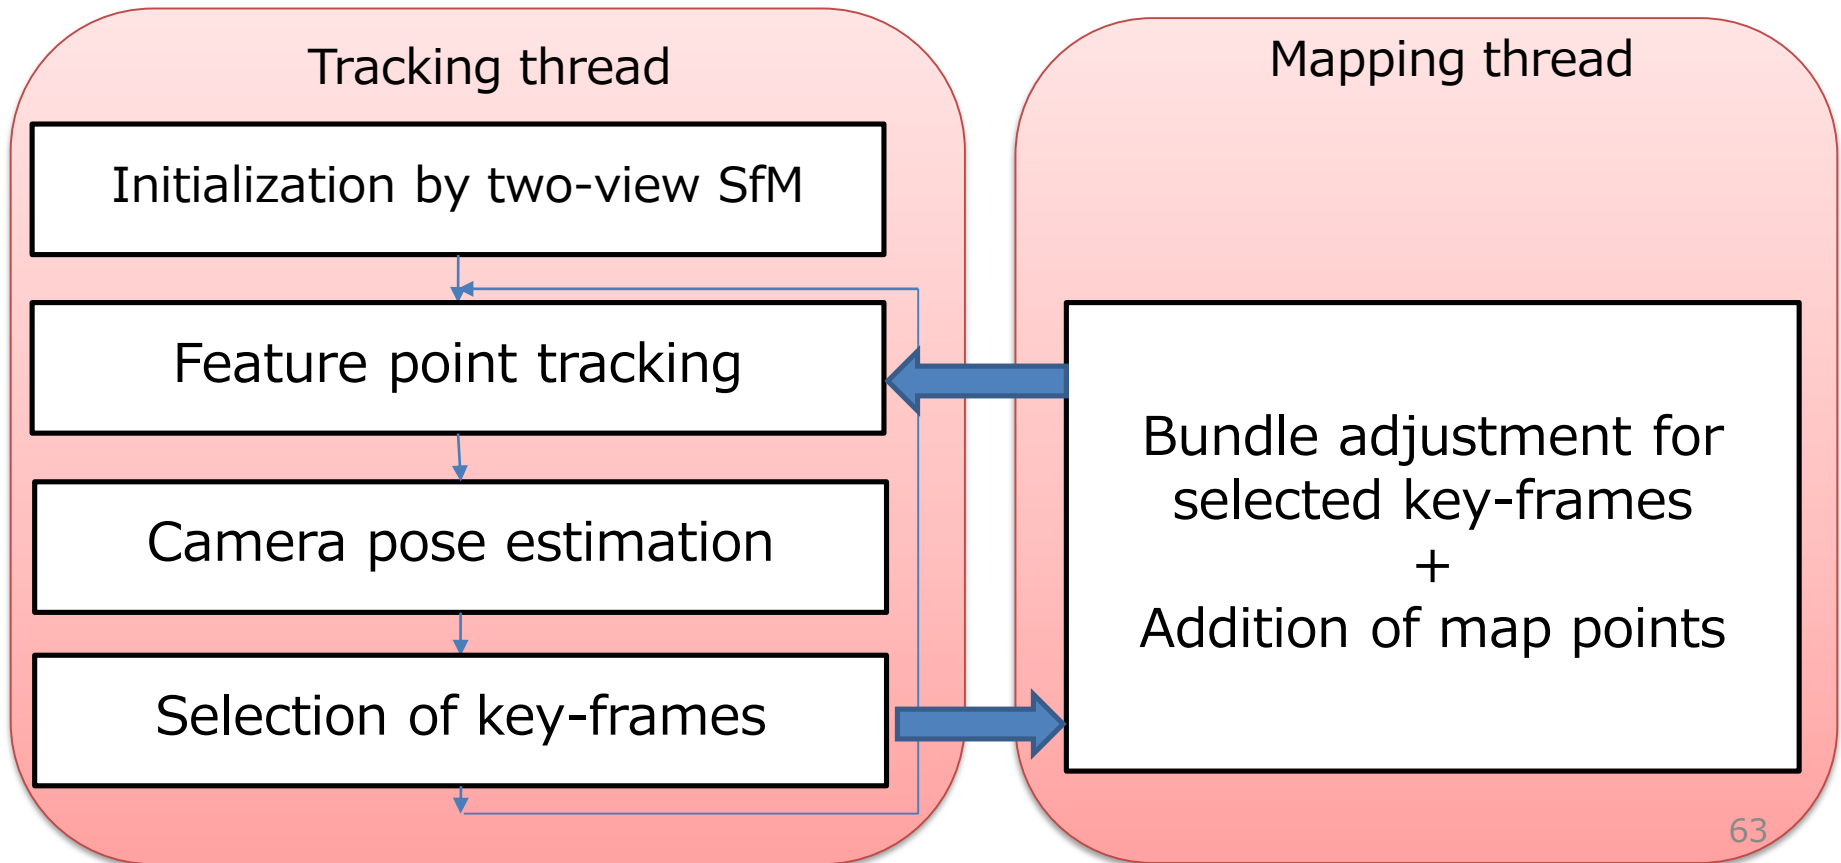 Tracking thread
Initialization by two-view SfM
Feature point tracking
Camera pose estimation
Selection of key-frames
Mapping thread
Bundle adjustment for
selected key-frames
+
Addition of map points
63